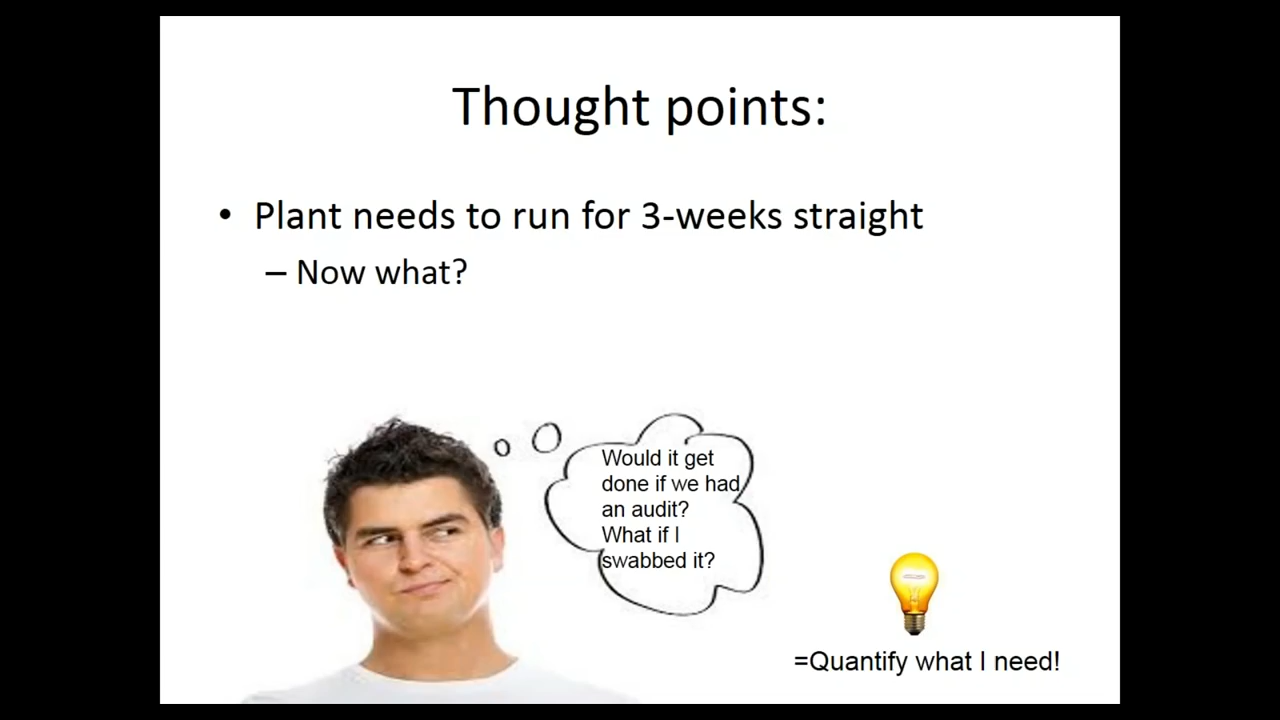 Thought points:
• Plant needs to run for 3-weeks straight
– Now what?
Would it get
done if we had
an audit?
What if I
swabbed it?
=Quantify what I need!